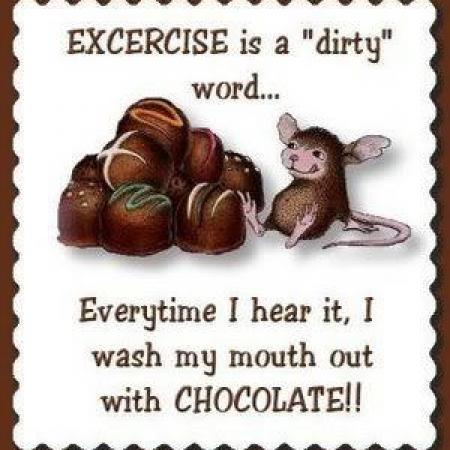 EXCERCISE is a "dirty"
word...
Everytime I hear it, I
wash my mouth out
with CHOCOLATE!!